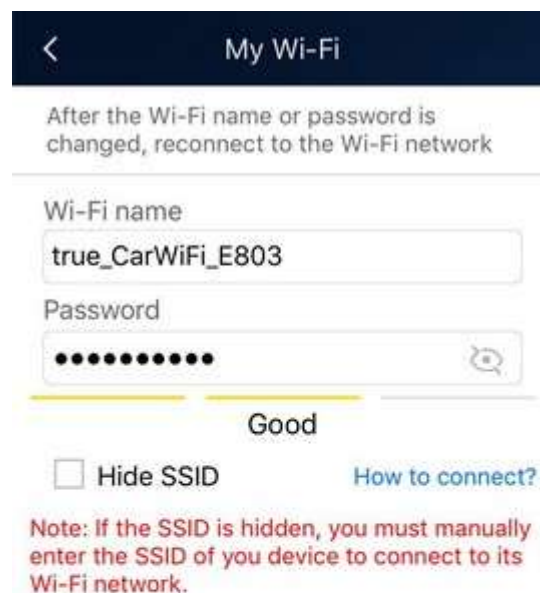 My Wi-Fi
After the Wi-Fi name or password is
changed, reconnect to the Wi-Fi network
Wi-Fi name
true_CarWiFi_E803
Password
••••••••••
Good
Hide SSID How to connect?
Note: If the SSID is hidden, you must manually
enter the SSID of you device to connect to its
Wi-Fi network.